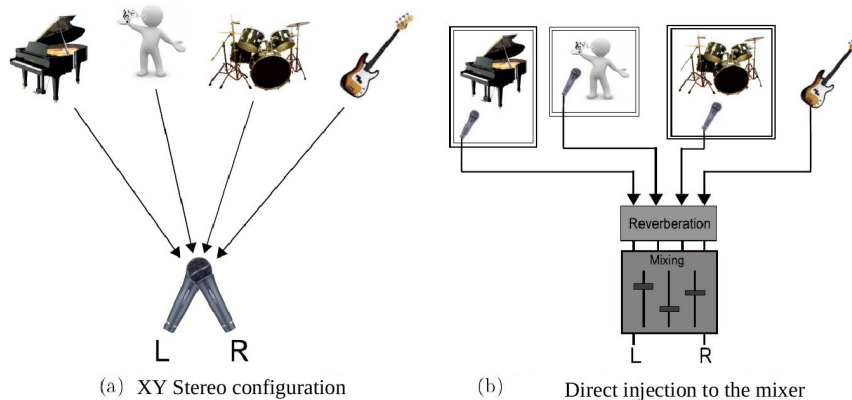 L R
(a) XY Stereo configuration
Reverberation
Mixing
L R
(b) Direct injection to the mixer